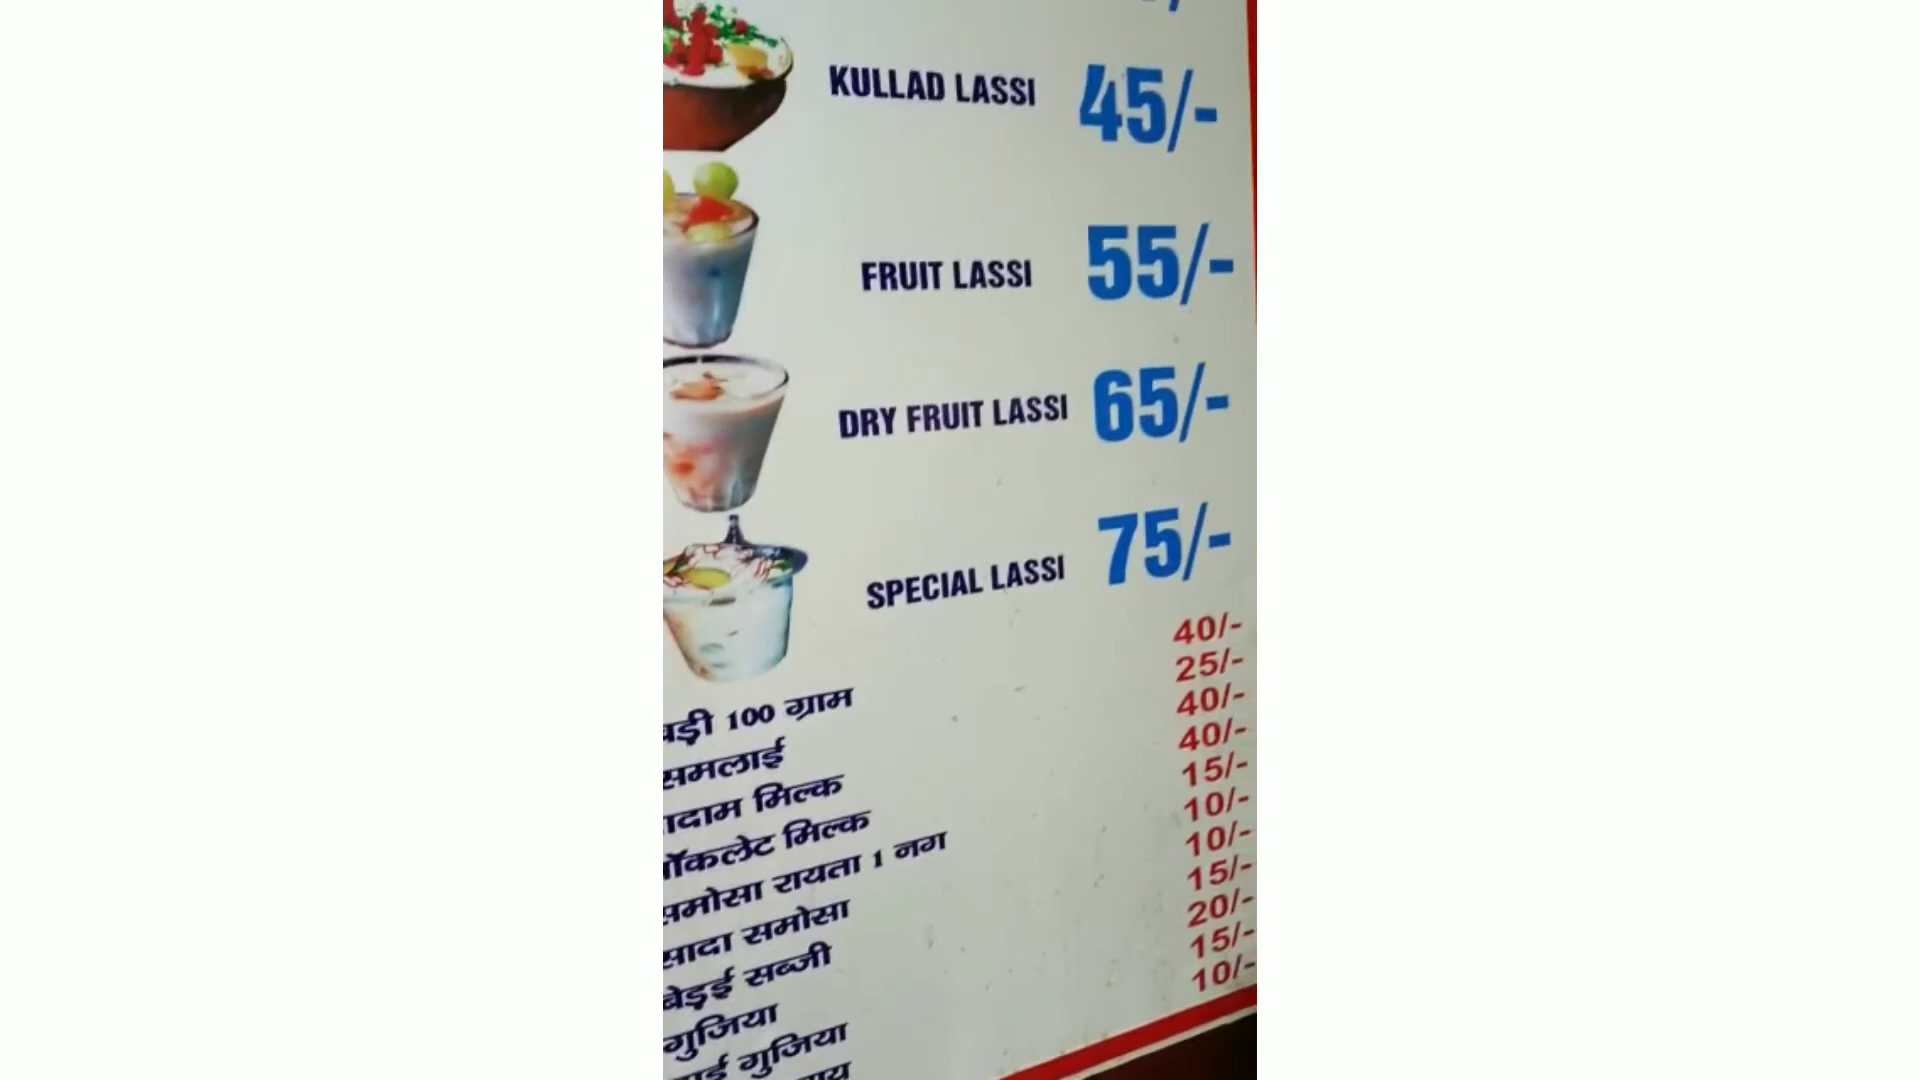 KULLAD LASSI 45/-
FRUIT LASSI 55/-
DRY FRUIT LASSI 65/-
SPECIAL LASSI 75/-
100 ग्राम 40/-
25/-
मिल्क 40/-
मिल्क 40/-
समोसा रायता 1 नग 15/-
सादा समोसा 10/-
बेड़ई सब्जी 10/-
गुजिया 15/-
गुजिया 20/-
15/-
10/-